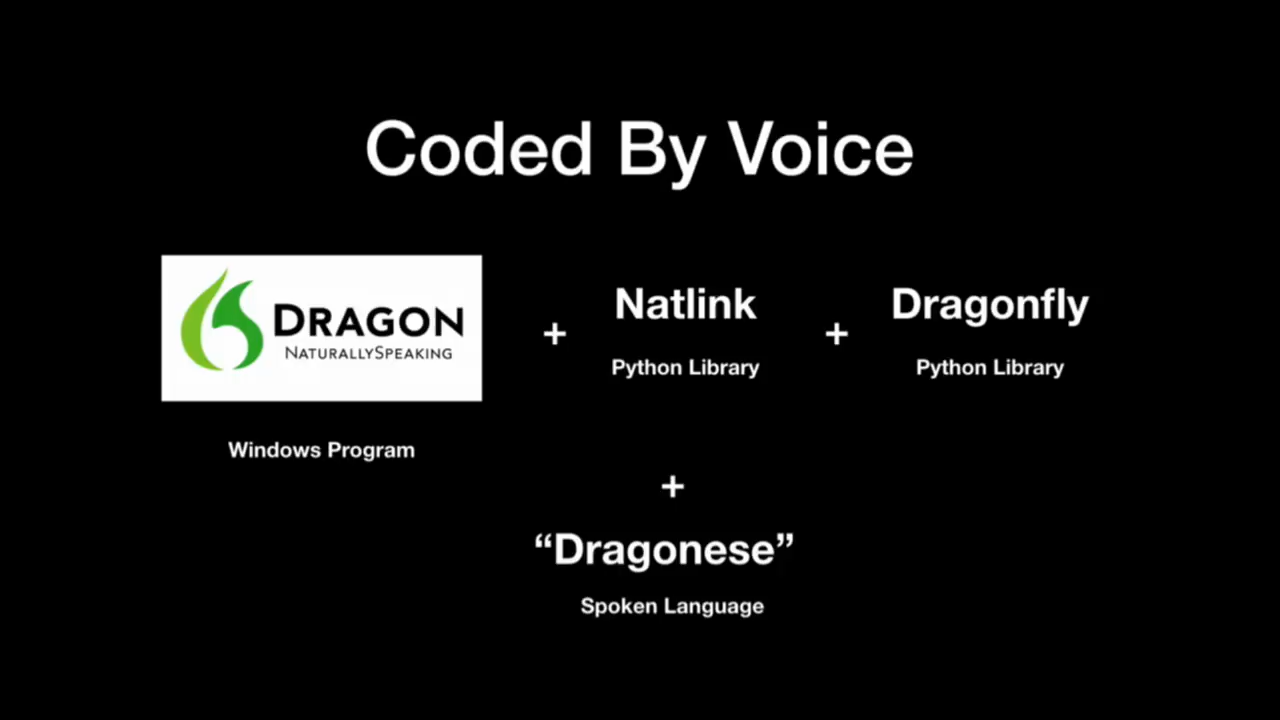 Coded By Voice
DRAGON
NATURALLYSPEAKING
Windows Program
+
Natlink
Python Library
+
Dragonfly
Python Library
+
“Dragonese”
Spoken Language